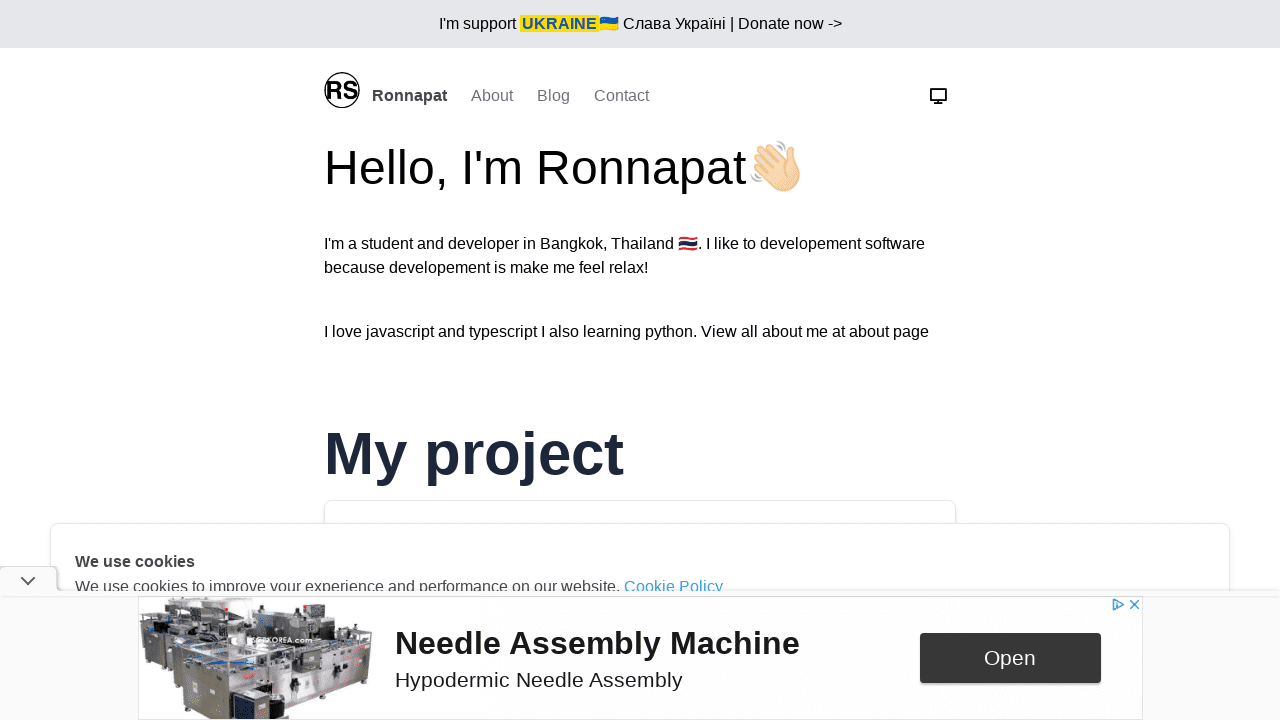 I'm support UKRAINE🇺🇦 Слава Україні | Donate now ->
RS Ronnapat About Blog Contact
Hello, I'm Ronnapat👋🏻
I'm a student and developer in Bangkok, Thailand 🇹🇭. I like to developement software
because developement is make me feel relax!
I love javascript and typescript I also learning python. View all about me at about page
My project
We use cookies
We use cookies to improve your experience and performance on our website. Cookie Policy
Needle Assembly Machine
Hypodermic Needle Assembly
Open